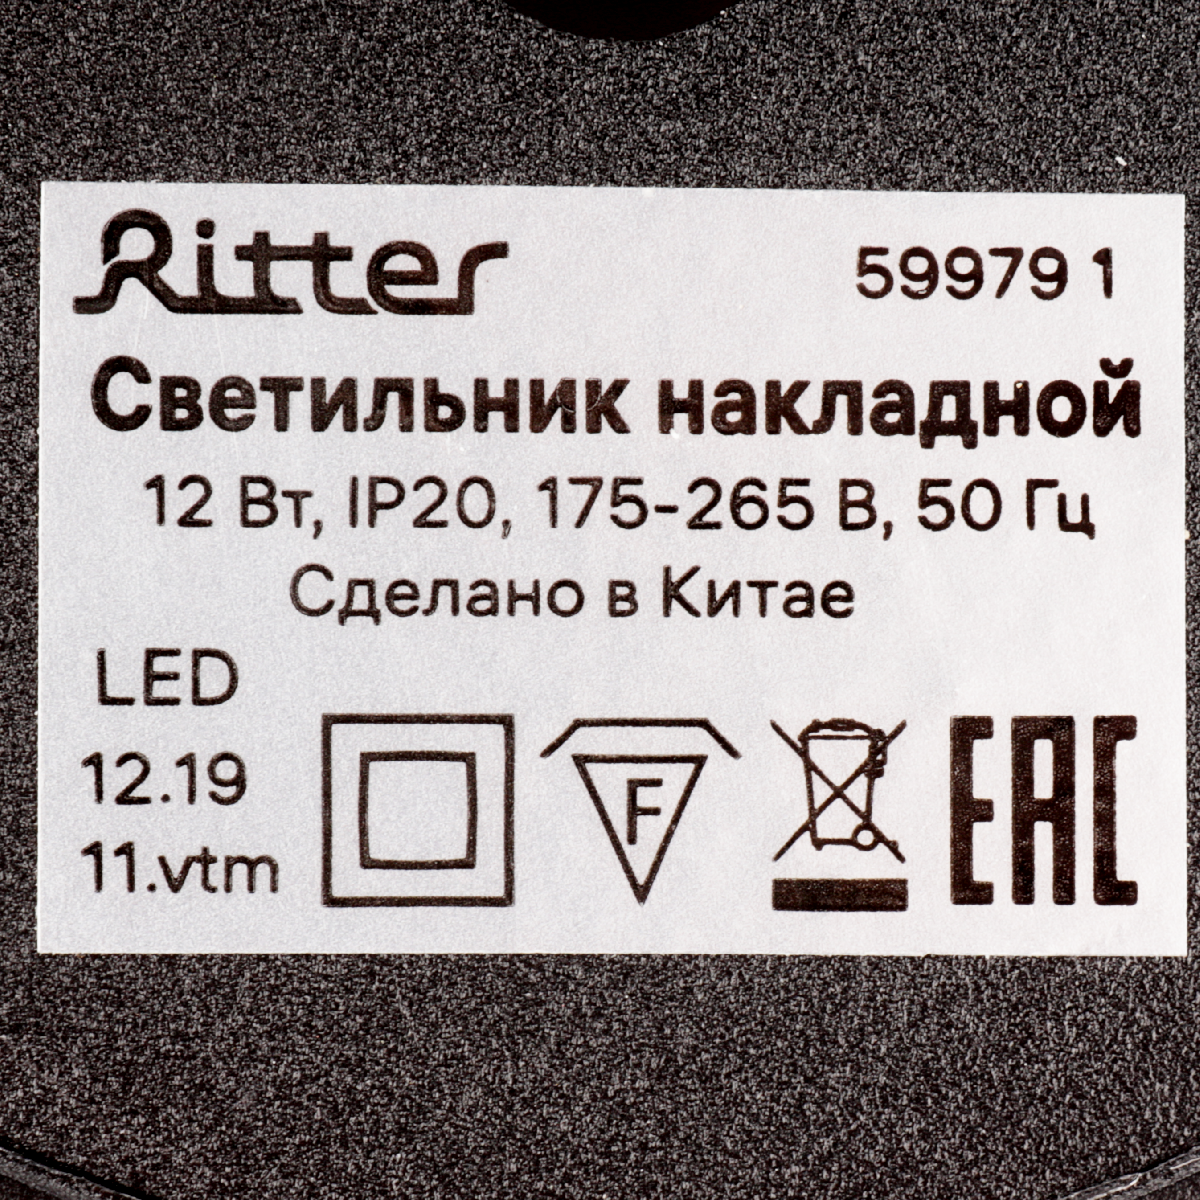 Ritter 59979 1
Светильник накладной
12 Вт, IP20, 175-265 В, 50 Гц
Сделано в Китае
LED
12.19
11.vtm
F
EAC